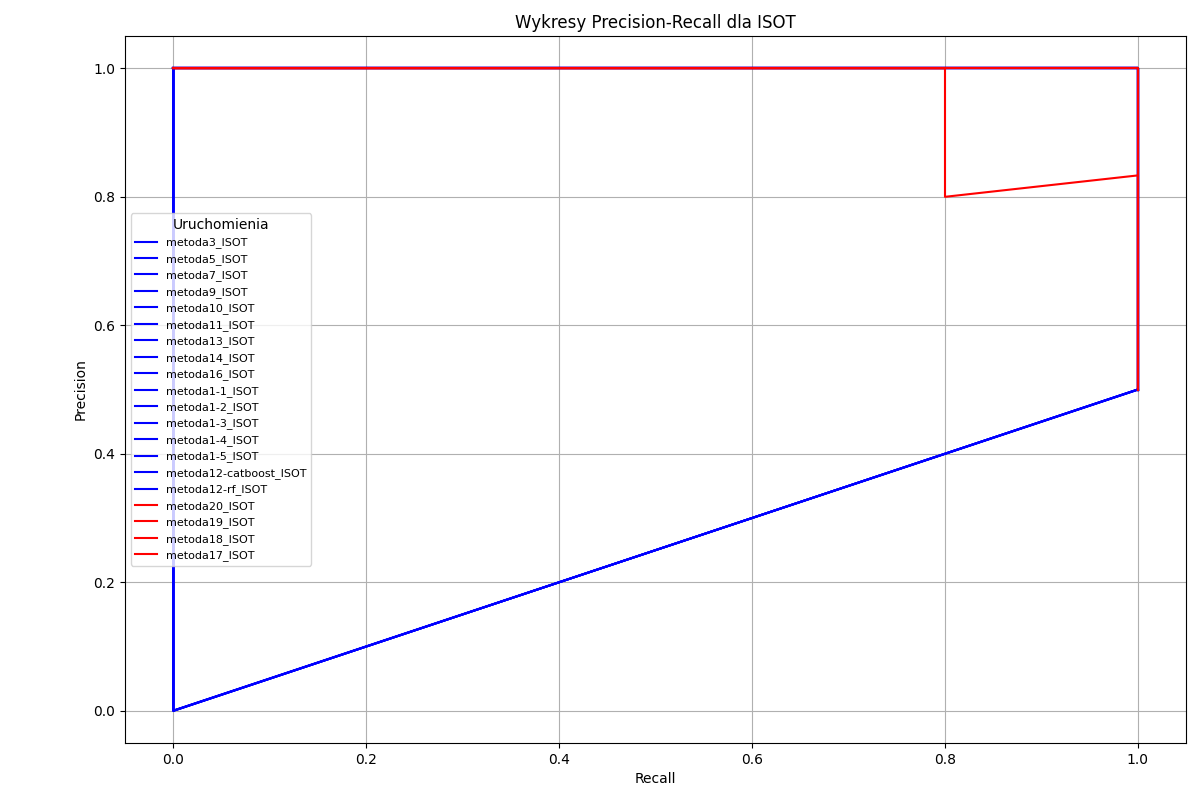 Wykresy Precision-Recall dla ISOT
1.0
0.8
0.6
0.4
0.2
0.0
Precision
Uruchomienia
metoda3_ISOT
metoda5_ISOT
metoda7_ISOT
metoda9_ISOT
metoda10_ISOT
metoda11_ISOT
metoda13_ISOT
metoda14_ISOT
metoda16_ISOT
metoda1-1_ISOT
metoda1-2_ISOT
metoda1-3_ISOT
metoda1-4_ISOT
metoda1-5_ISOT
metoda12-catboost_ISOT
metoda12-rf_ISOT
metoda20_ISOT
metoda19_ISOT
metoda18_ISOT
metoda17_ISOT
0.0 0.2 0.4 0.6 0.8 1.0
Recall